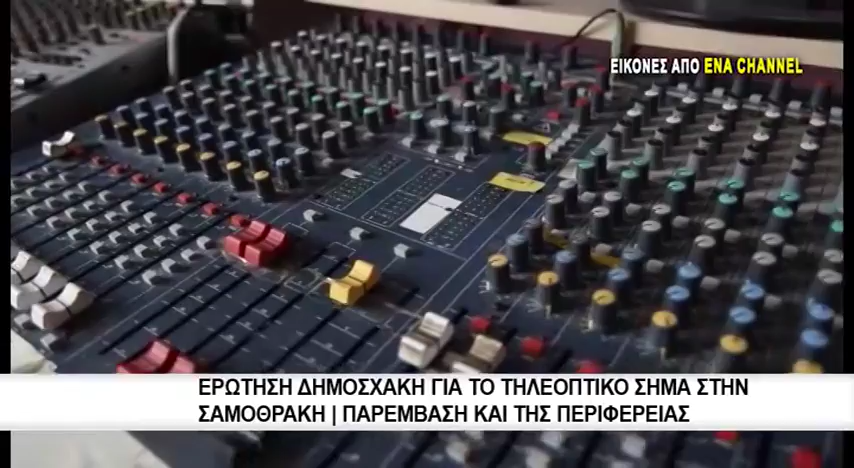 ΕΙΚΟΝΕΣ ΑΠΟ ΕΝΑ CHANNEL
ΕΡΩΤΗΣΗ ΔΗΜΟΣΧΑΚΗ ΓΙΑ ΤΟ ΤΗΛΕΟΠΤΙΚΟ ΣΗΜΑ ΣΤΗΝ
ΣΑΜΟΘΡΑΚΗ | ΠΑΡΕΜΒΑΣΗ ΚΑΙ ΤΗΣ ΠΕΡΙΦΕΡΕΙΑΣ